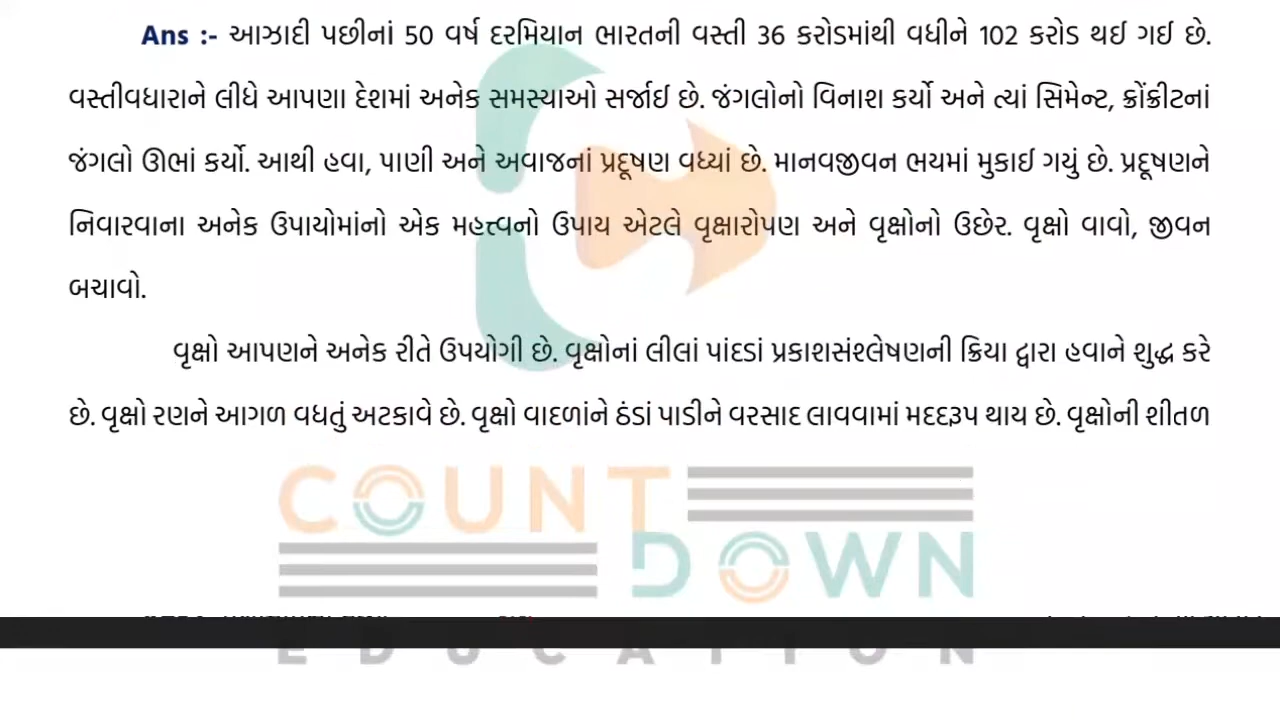 Ans :- આઝાદી પછીનાં 50 વર્ષ દરમિયાન ભારતની વસ્તી 36 કરોડમાંથી વધીને 102 કરોડ થઈ ગઈ છે.
વસ્તીવધારાને લીધે આપણા દેશમાં અનેક સમસ્યાઓ સર્જાઈ છે. જંગલોનો વિનાશ કર્યો અને ત્યાં સિમેન્ટ, ક્રોંક્રીટનાં
જંગલો ઊભાં કર્યો. આથી હવા, પાણી અને અવાજનાં પ્રદૂષણ વધ્યાં છે. માનવજીવન ભયમાં મુકાઈ ગયું છે. પ્રદૂષણને
નિવારવાના અનેક ઉપાયોમાંનો એક મહત્ત્વનો ઉપાય એટલે વૃક્ષારોપણ અને વૃક્ષોનો ઉછેર. વૃક્ષો વાવો, જીવન
બચાવો.
વૃક્ષો આપણને અનેક રીતે ઉપયોગી છે. વૃક્ષોનાં લીલાં પાંદડાં પ્રકાશસંશ્લેષણની ક્રિયા દ્વારા હવાને શુદ્ધ કરે
છે. વૃક્ષો રણને આગળ વધતું અટકાવે છે. વૃક્ષો વાદળાંને ઠંડાં પાડીને વરસાદ લાવવામાં મદદરૂપ થાય છે. વૃક્ષોની શીતળ
COUNT
DOWN
EDUCATION